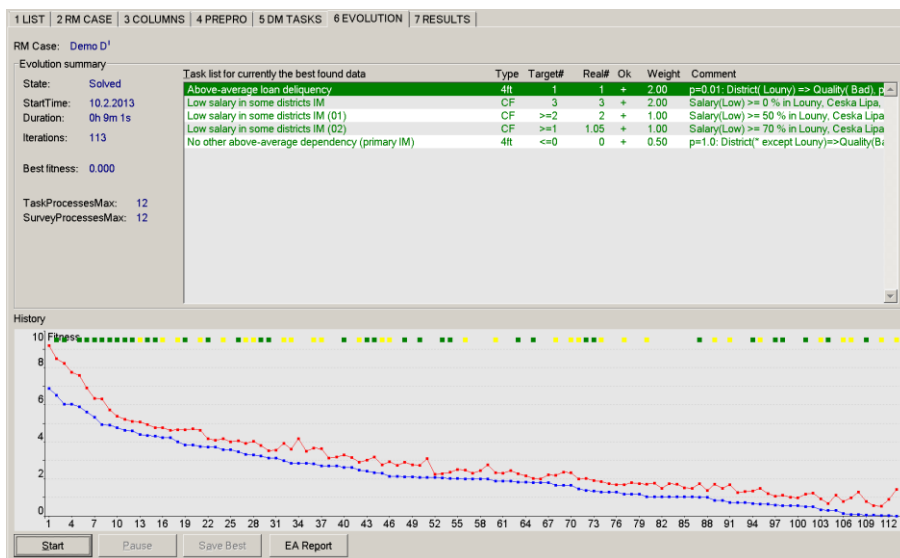 1 LIST 2 RM CASE 3 COLUMNS 4 PREPRO 5 DM TASKS 6 EVOLUTION 7 RESULTS
RM Case: Demo D¹
Evolution summary
State: Solved
StartTime: 10.2.2013
Duration: 0h 9m 1s
Iterations: 113
Best fitness: 0.000
TaskProcessesMax: 12
SurveyProcessesMax: 12
Task list for currently the best found data Type Target# Real# Ok Weight Comment
Above-average loan deliquency 4ft 1 1 + 2.00 p=0.01: District( Louny) => Quality( Bad), p
Low salary in some districts IM CF 3 3 + 2.00 Salary(Low) >= 0 % in Louny, Ceska Lipa,
Low salary in some districts IM (01) CF >=2 2 + 1.00 Salary(Low) >= 50 % in Louny, Ceska Lipa
Low salary in some districts IM (02) CF >=1 1.05 + 1.00 Salary(Low) >= 70 % in Louny, Ceska Lipa
No other above-average dependency (primary IM) 4ft <=0 0 + 0.50 p=1.0: District(* except Louny)=>Quality(Ba
History
Fitness
10
8
6
4
2
0
1 4 7 10 13 16 19 22 25 28 31 34 37 40 43 46 49 52 55 58 61 64 67 70 73 76 79 82 85 88 91 94 97 100 103 106 109 112
Start Pause Save Best EA Report